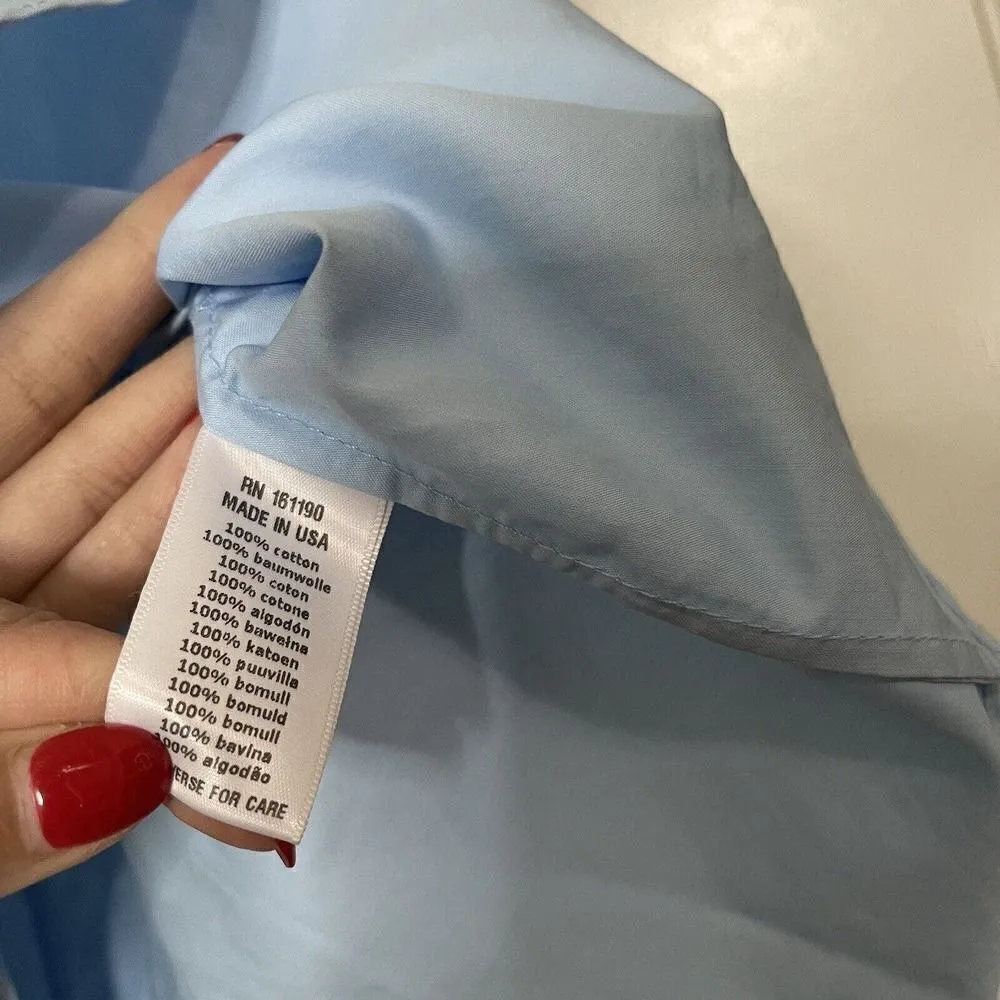 RN 161190
MADE IN USA
100% cotton
100% baumwolle
100% coton
100% cotone
100% algodón
100% bawełna
100% katoen
100% puuvilla
100% bomull
100% bomuld
100% bomull
100% bavlna
100% algodão
FOR CARE